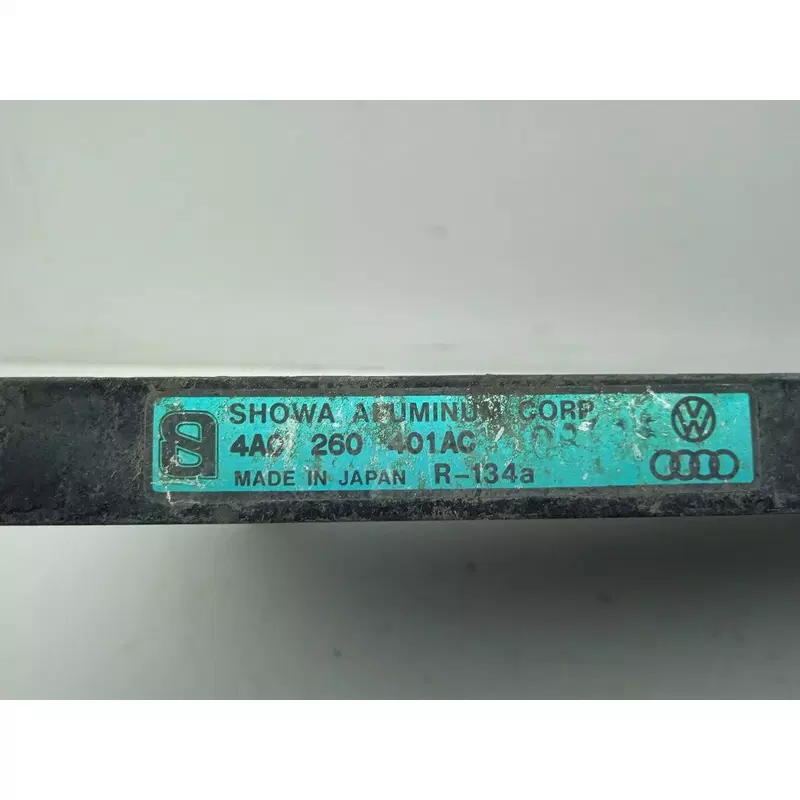 SHOWA ALUMINUM CORP.
4A0 260 401AC
MADE IN JAPAN R-134a